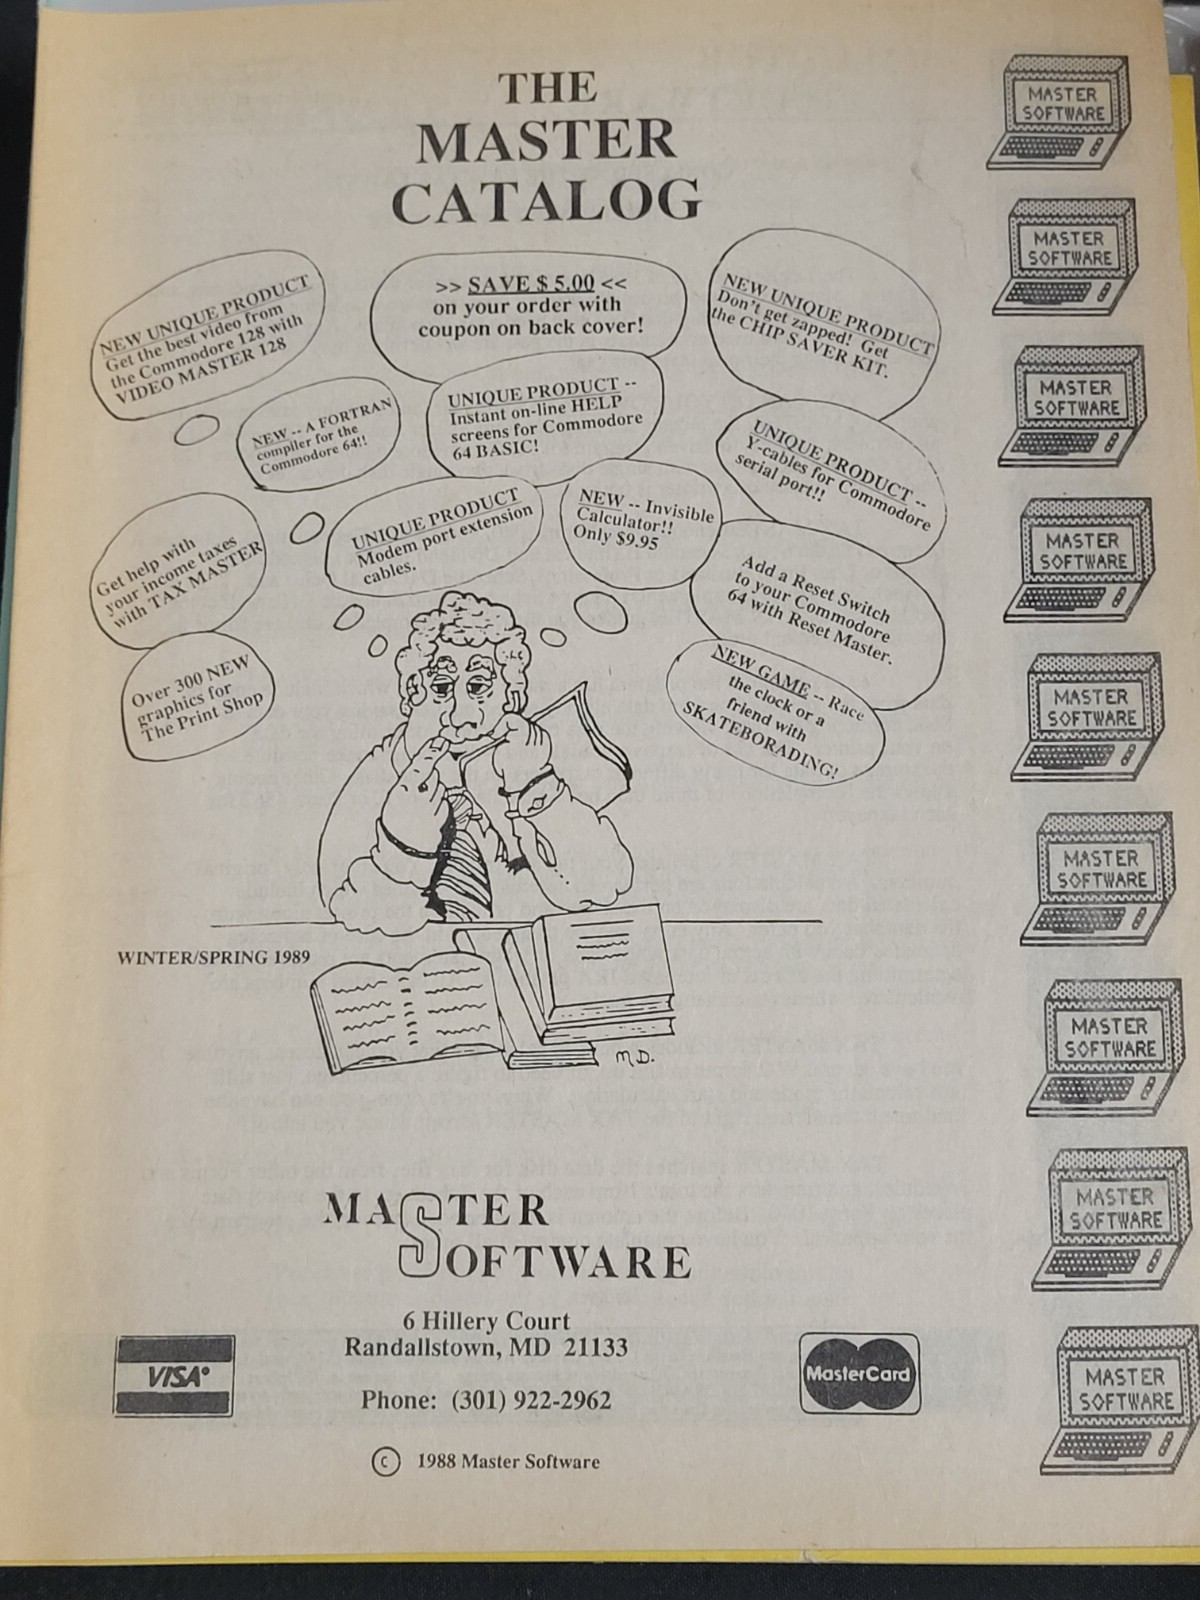 THE
MASTER
CATALOG
NEW UNIQUE PRODUCT
Get the best video from
the Commodore 128 with
VIDEO MASTER 128
>> SAVE $ 5.00 <<
on your order with
coupon on back cover!
NEW UNIQUE PRODUCT
Don't get zapped! Get
the CHIP SAVER KIT.
NEW -- A FORTRAN
compiler for the
Commodore 64!!
UNIQUE PRODUCT --
Instant on-line HELP
screens for Commodore
64 BASIC!
UNIQUE PRODUCT --
Y-cables for Commodore
serial port!!
Get help with
your income taxes
with TAX MASTER
UNIQUE PRODUCT
Modem port extension
cables.
NEW -- Invisible
Calculator!!
Only $9.95
Add a Reset Switch
to your Commodore
64 with Reset Master.
Over 300 NEW
graphics for
The Print Shop
NEW GAME -- Race
the clock or a
friend with
SKATEBORADING!
WINTER/SPRING 1989
M.D.
MASTER
SOFTWARE
6 Hillery Court
Randallstown, MD 21133
Phone: (301) 922-2962
© 1988 Master Software
VISA
MasterCard
MASTER
SOFTWARE
MASTER
SOFTWARE
MASTER
SOFTWARE
MASTER
SOFTWARE
MASTER
SOFTWARE
MASTER
SOFTWARE
MASTER
SOFTWARE
MASTER
SOFTWARE
MASTER
SOFTWARE